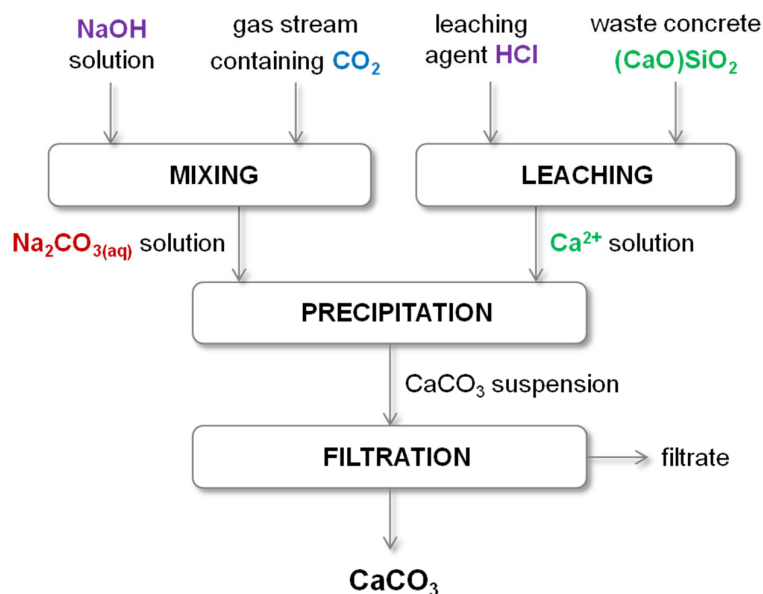 NaOH
solution
gas stream
containing CO₂
leaching
agent HCl
waste concrete
(CaO)SiO₂
MIXING
LEACHING
Na₂CO₃(aq) solution
Ca²⁺ solution
PRECIPITATION
CaCO₃ suspension
FILTRATION
filtrate
CaCO₃